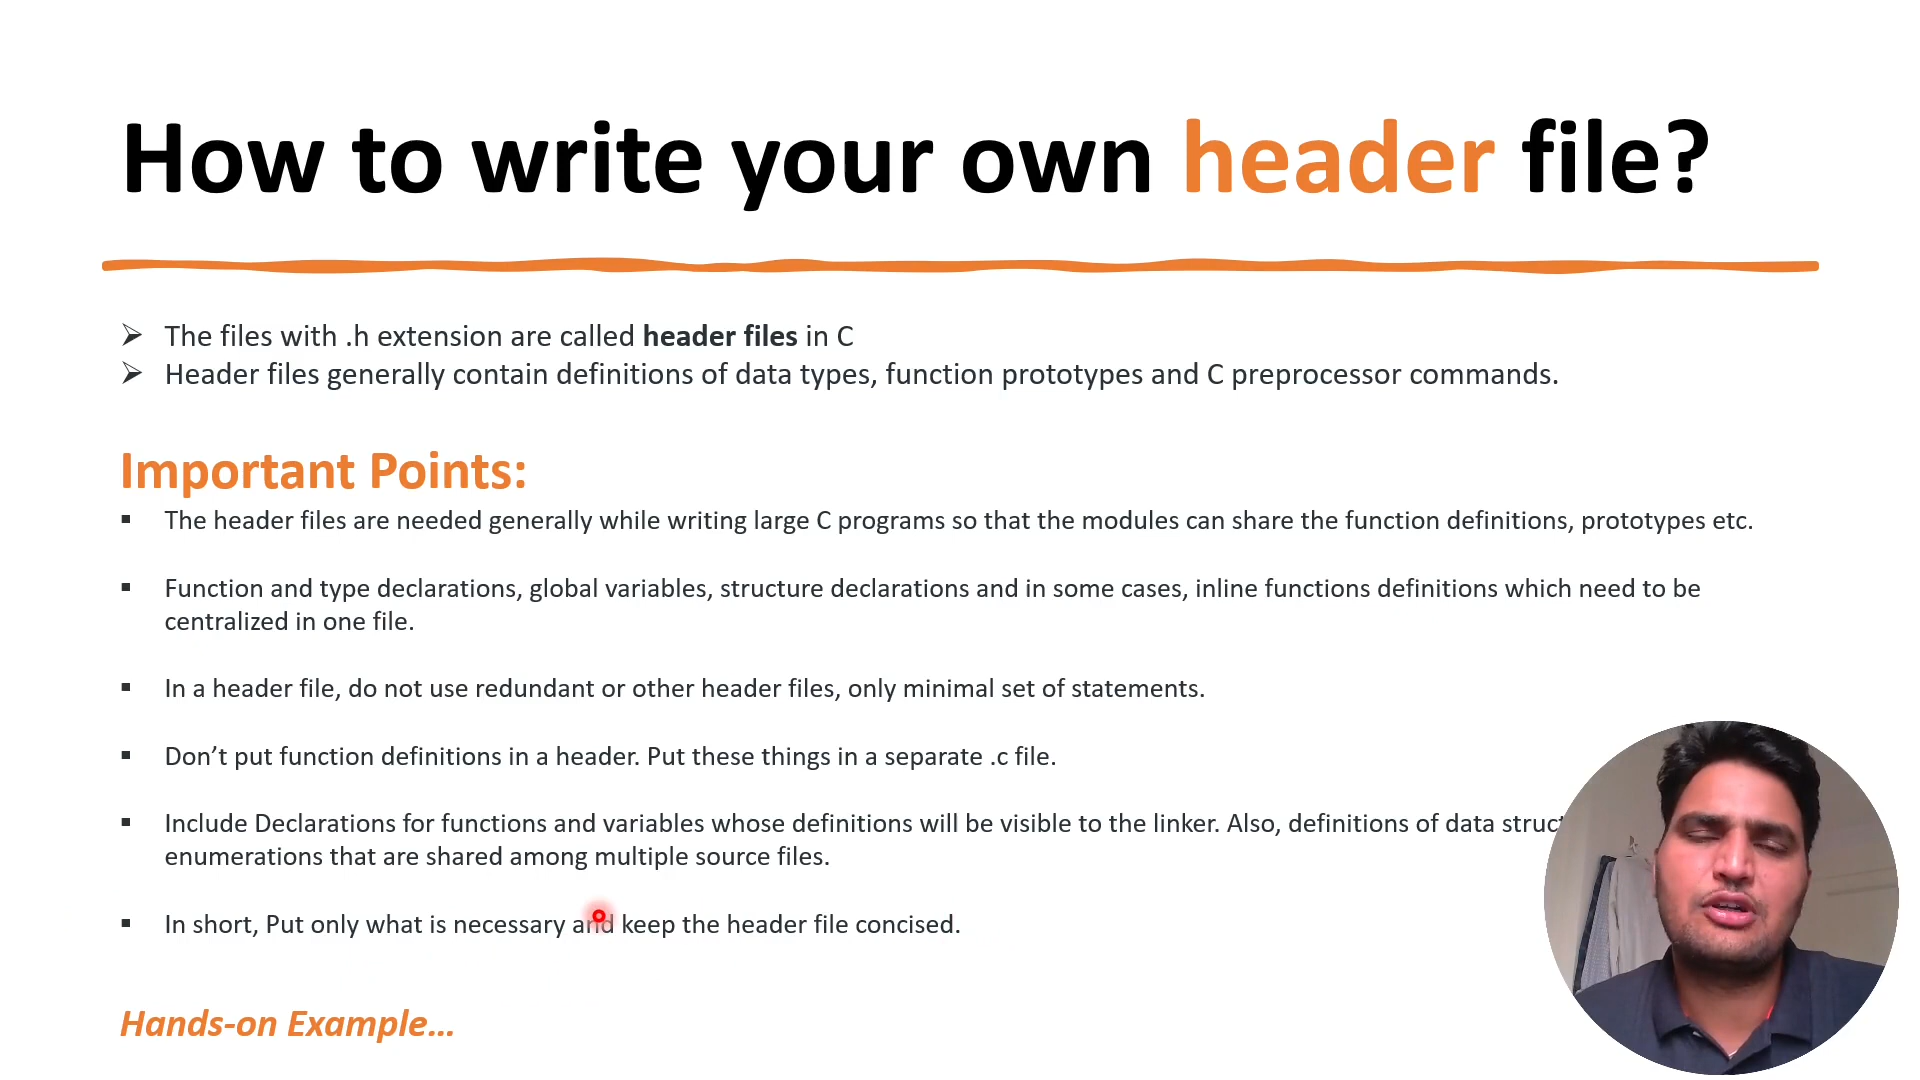 How to write your own header file?
The files with .h extension are called header files in C
Header files generally contain definitions of data types, function prototypes and C preprocessor commands.
Important Points:
The header files are needed generally while writing large C programs so that the modules can share the function definitions, prototypes etc.
Function and type declarations, global variables, structure declarations and in some cases, inline functions definitions which need to be
centralized in one file.
In a header file, do not use redundant or other header files, only minimal set of statements.
Don’t put function definitions in a header. Put these things in a separate .c file.
Include Declarations for functions and variables whose definitions will be visible to the linker. Also, definitions of data
enumerations that are shared among multiple source files.
In short, Put only what is necessary and keep the header file concised.
Hands-on Example…